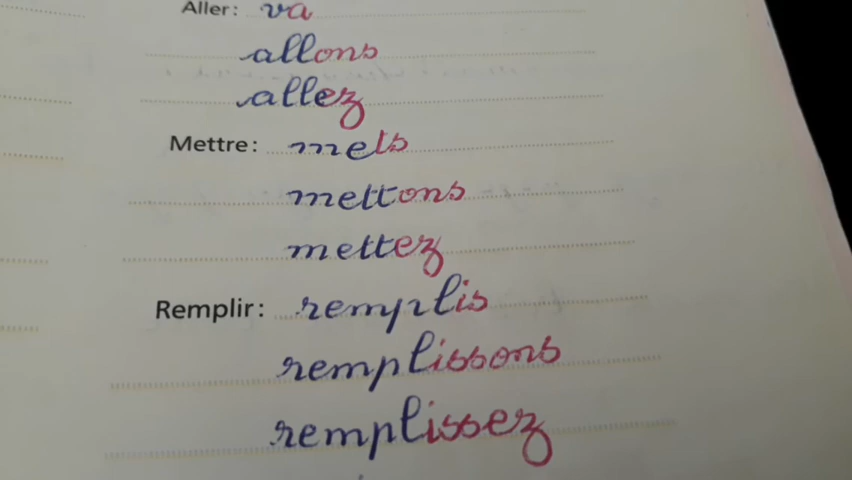 Aller : va
allons
allez
Mettre : mets
mettons
mettez
Remplir : remplis
remplissons
remplissez